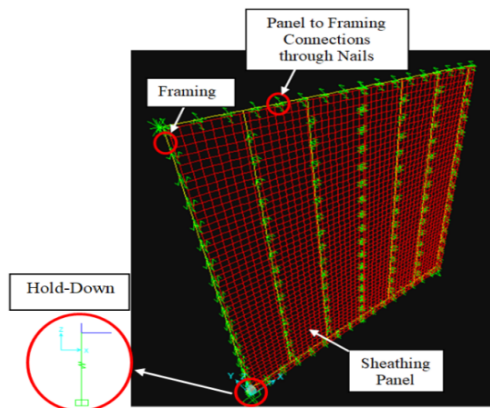 Panel to Framing
Connections
through Nails
Framing
Hold-Down
Z
X
Y
X
Sheathing
Panel